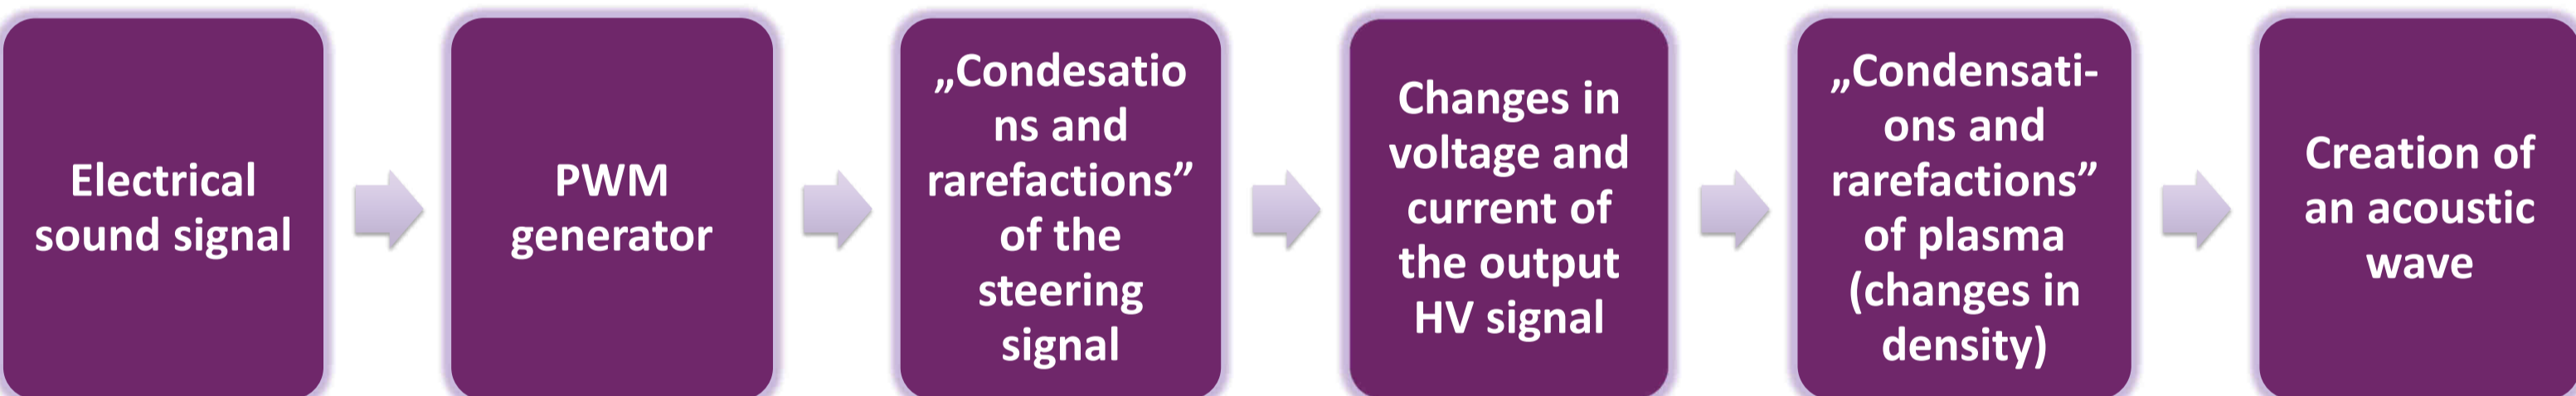 Electrical
sound signal
PWM
generator
„Condesatio
ns and
rarefactions”
of the
steering
signal
Changes in
voltage and
current of
the output
HV signal
„Condensati-
ons and
rarefactions”
of plasma
(changes in
density)
Creation of
an acoustic
wave